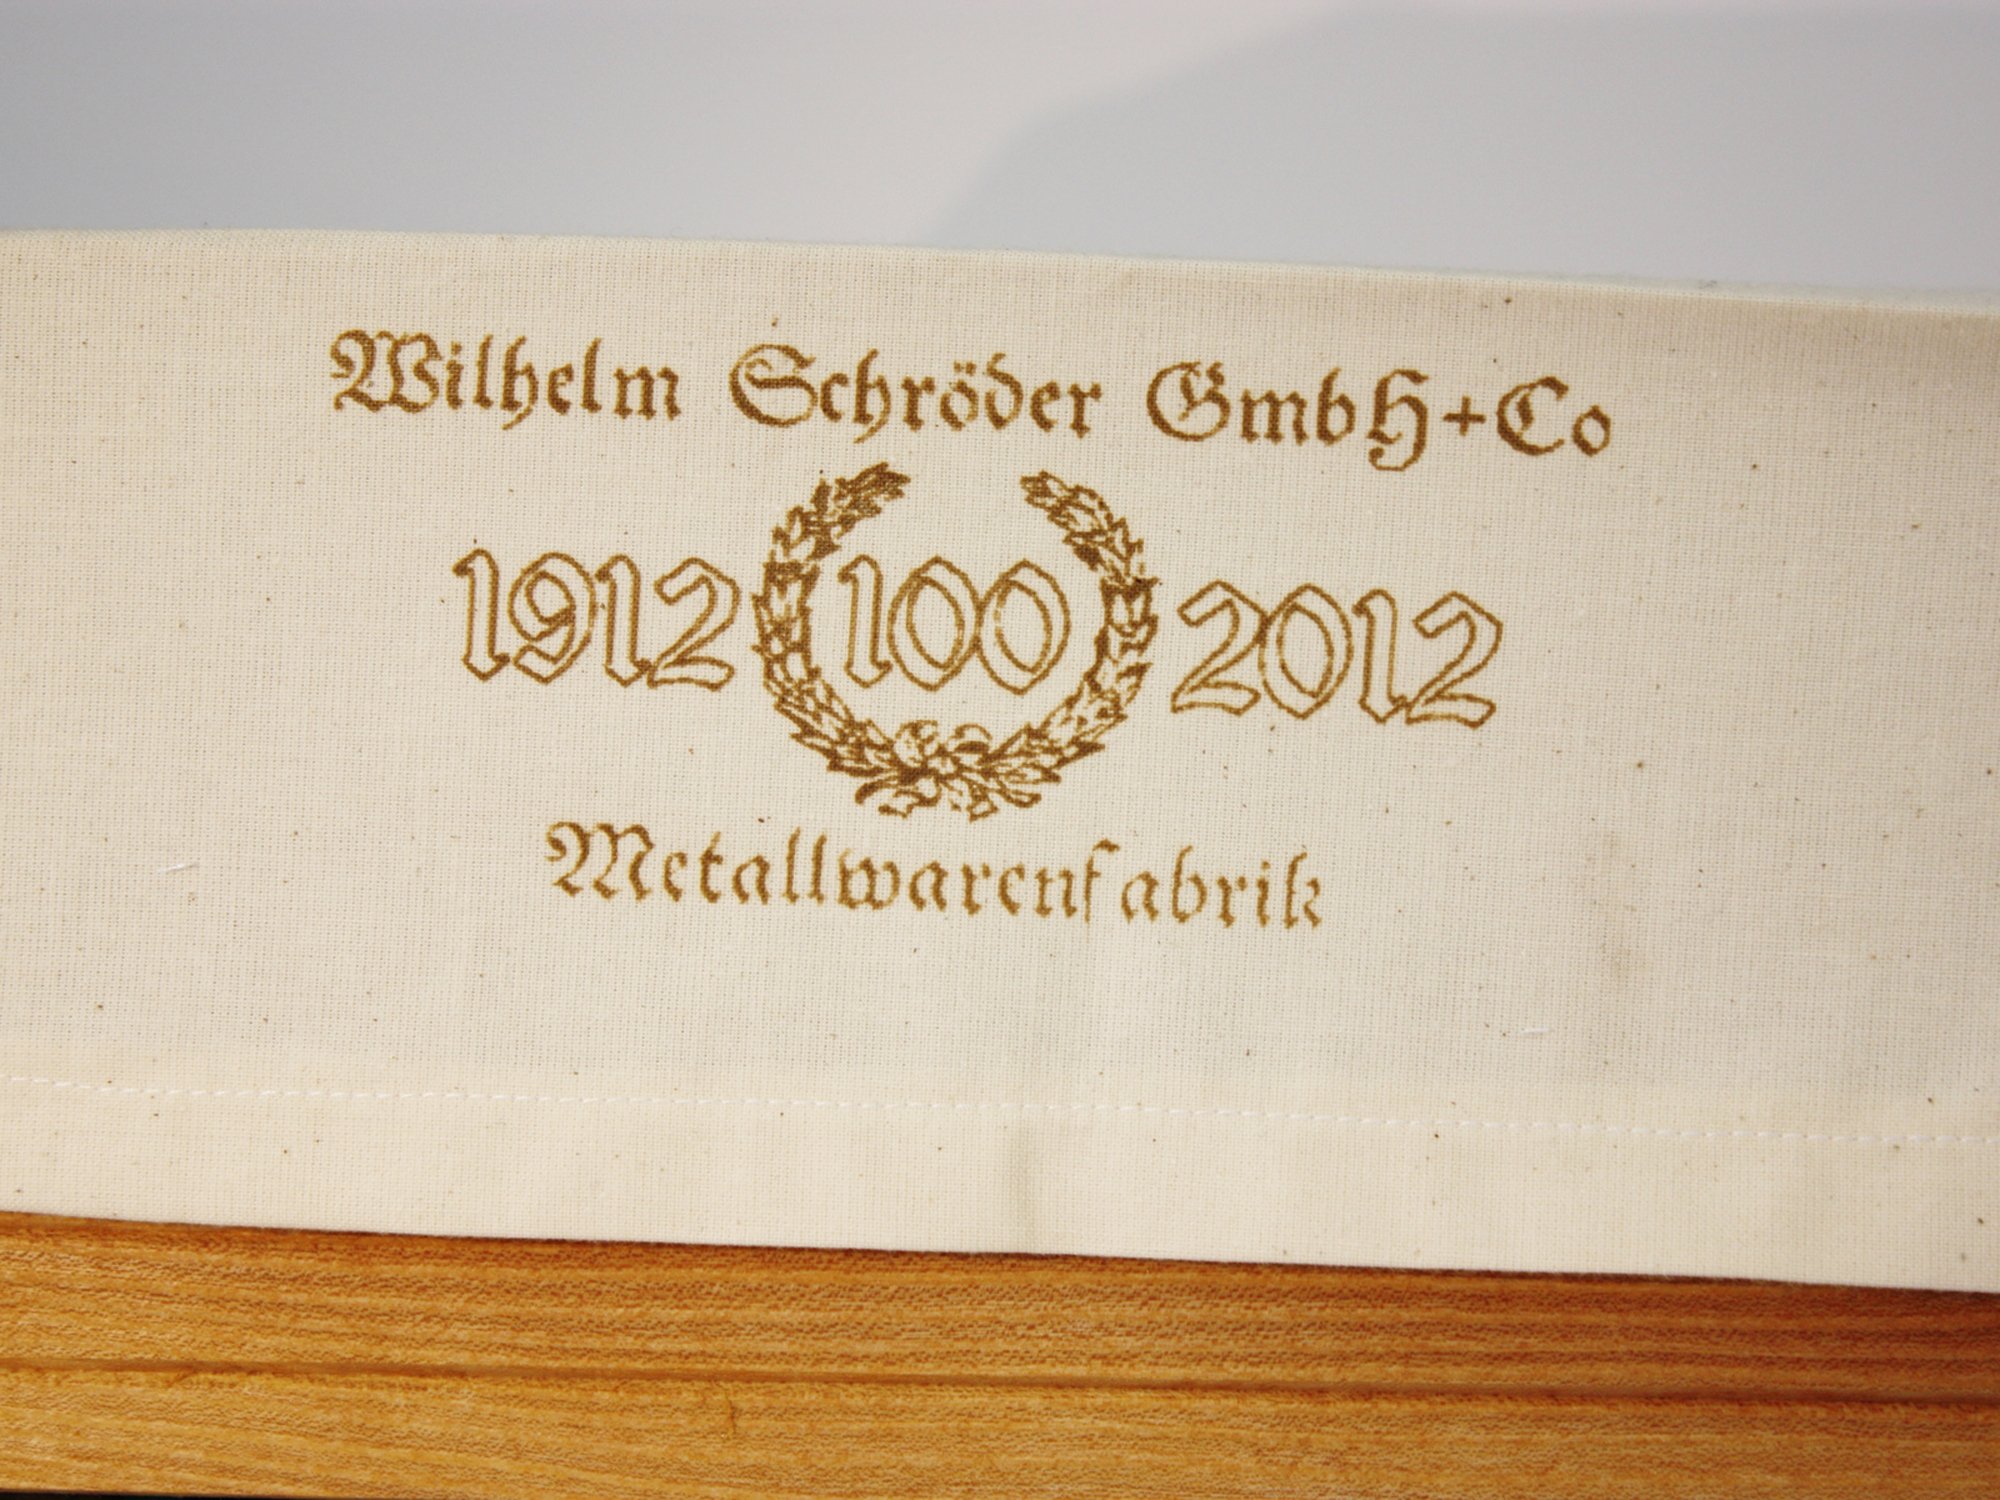 Wilhelm Schröder GmbH+Co
1912 100 2012
Metallwarenfabrik